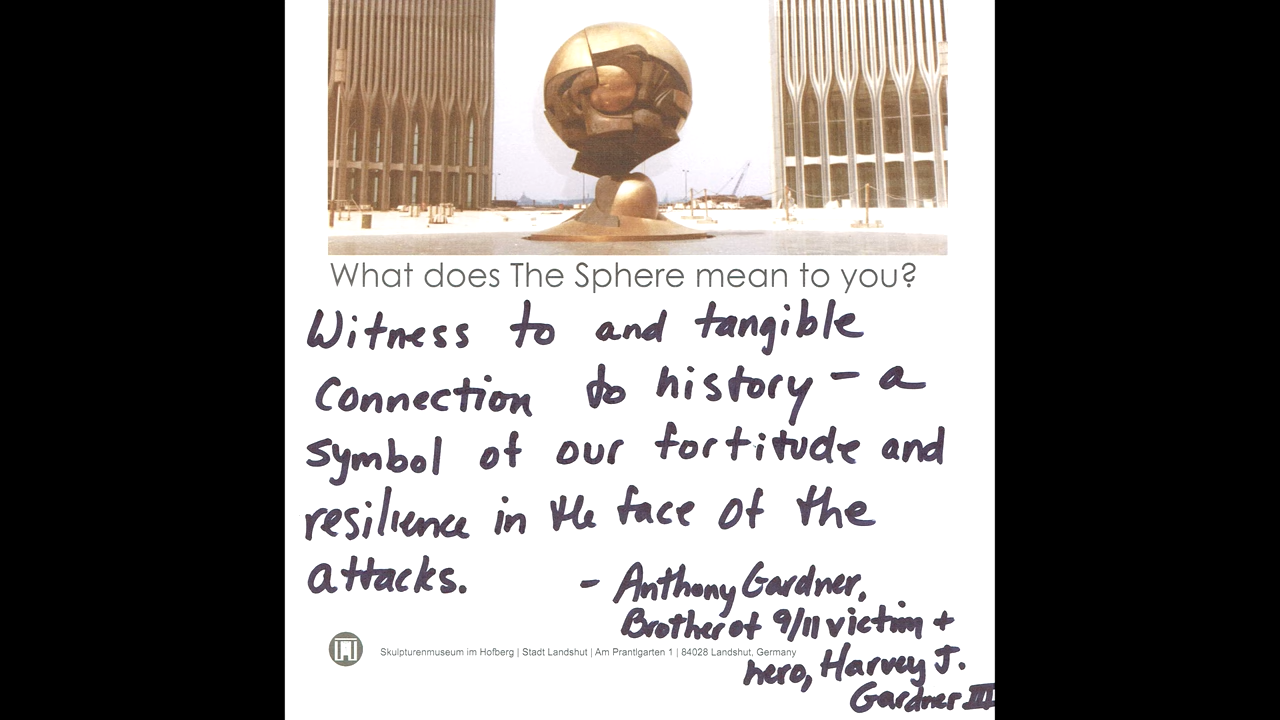 What does The Sphere mean to you?
Witness to and tangible
connection to history – a
symbol of our fortitude and
resilience in the face of the
attacks.
– Anthony Gardner,
Brother of 9/11 victim +
hero, Harvey J.
Gardner III
Skulpturenmuseum im Hofberg | Stadt Landshut | Am Prantlgarten 1 | 84028 Landshut, Germany